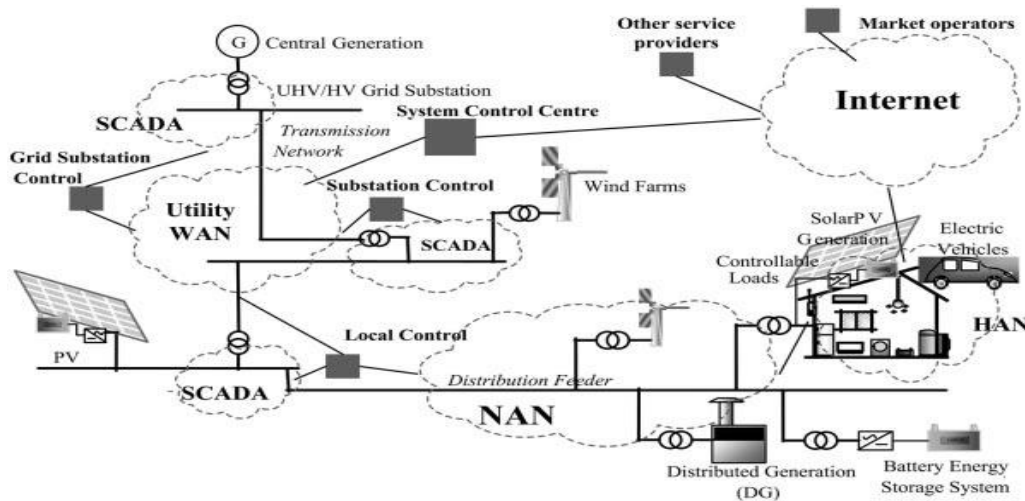 Other service
providers
Market operators
G
Central Generation
UHV/HV Grid Substation
SCADA
System Control Centre
Internet
Transmission
Network
Grid Substation
Control
Substation Control
Wind Farms
Utility
WAN
SCADA
SolarP V
Generation
Electric
Vehicles
Controllable
Loads
HAN
Local Control
PV
SCADA
Distribution Feeder
NAN
Distributed Generation
(DG)
Battery Energy
Storage System